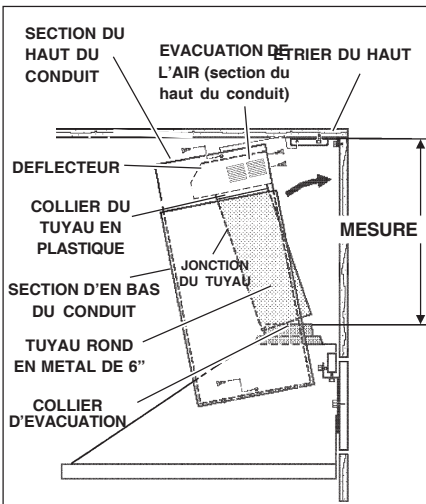 SECTION DU
HAUT DU
CONDUIT
EVACUATION DE
L'AIR (section du
haut du conduit)
ETRIER DU HAUT
DEFLECTEUR
COLLIER DU
TUYAU EN
PLASTIQUE
JONCTION
DU TUYAU
MESURE
SECTION D'EN BAS
DU CONDUIT
TUYAU ROND
EN METAL DE 6”
COLLIER
D'EVACUATION